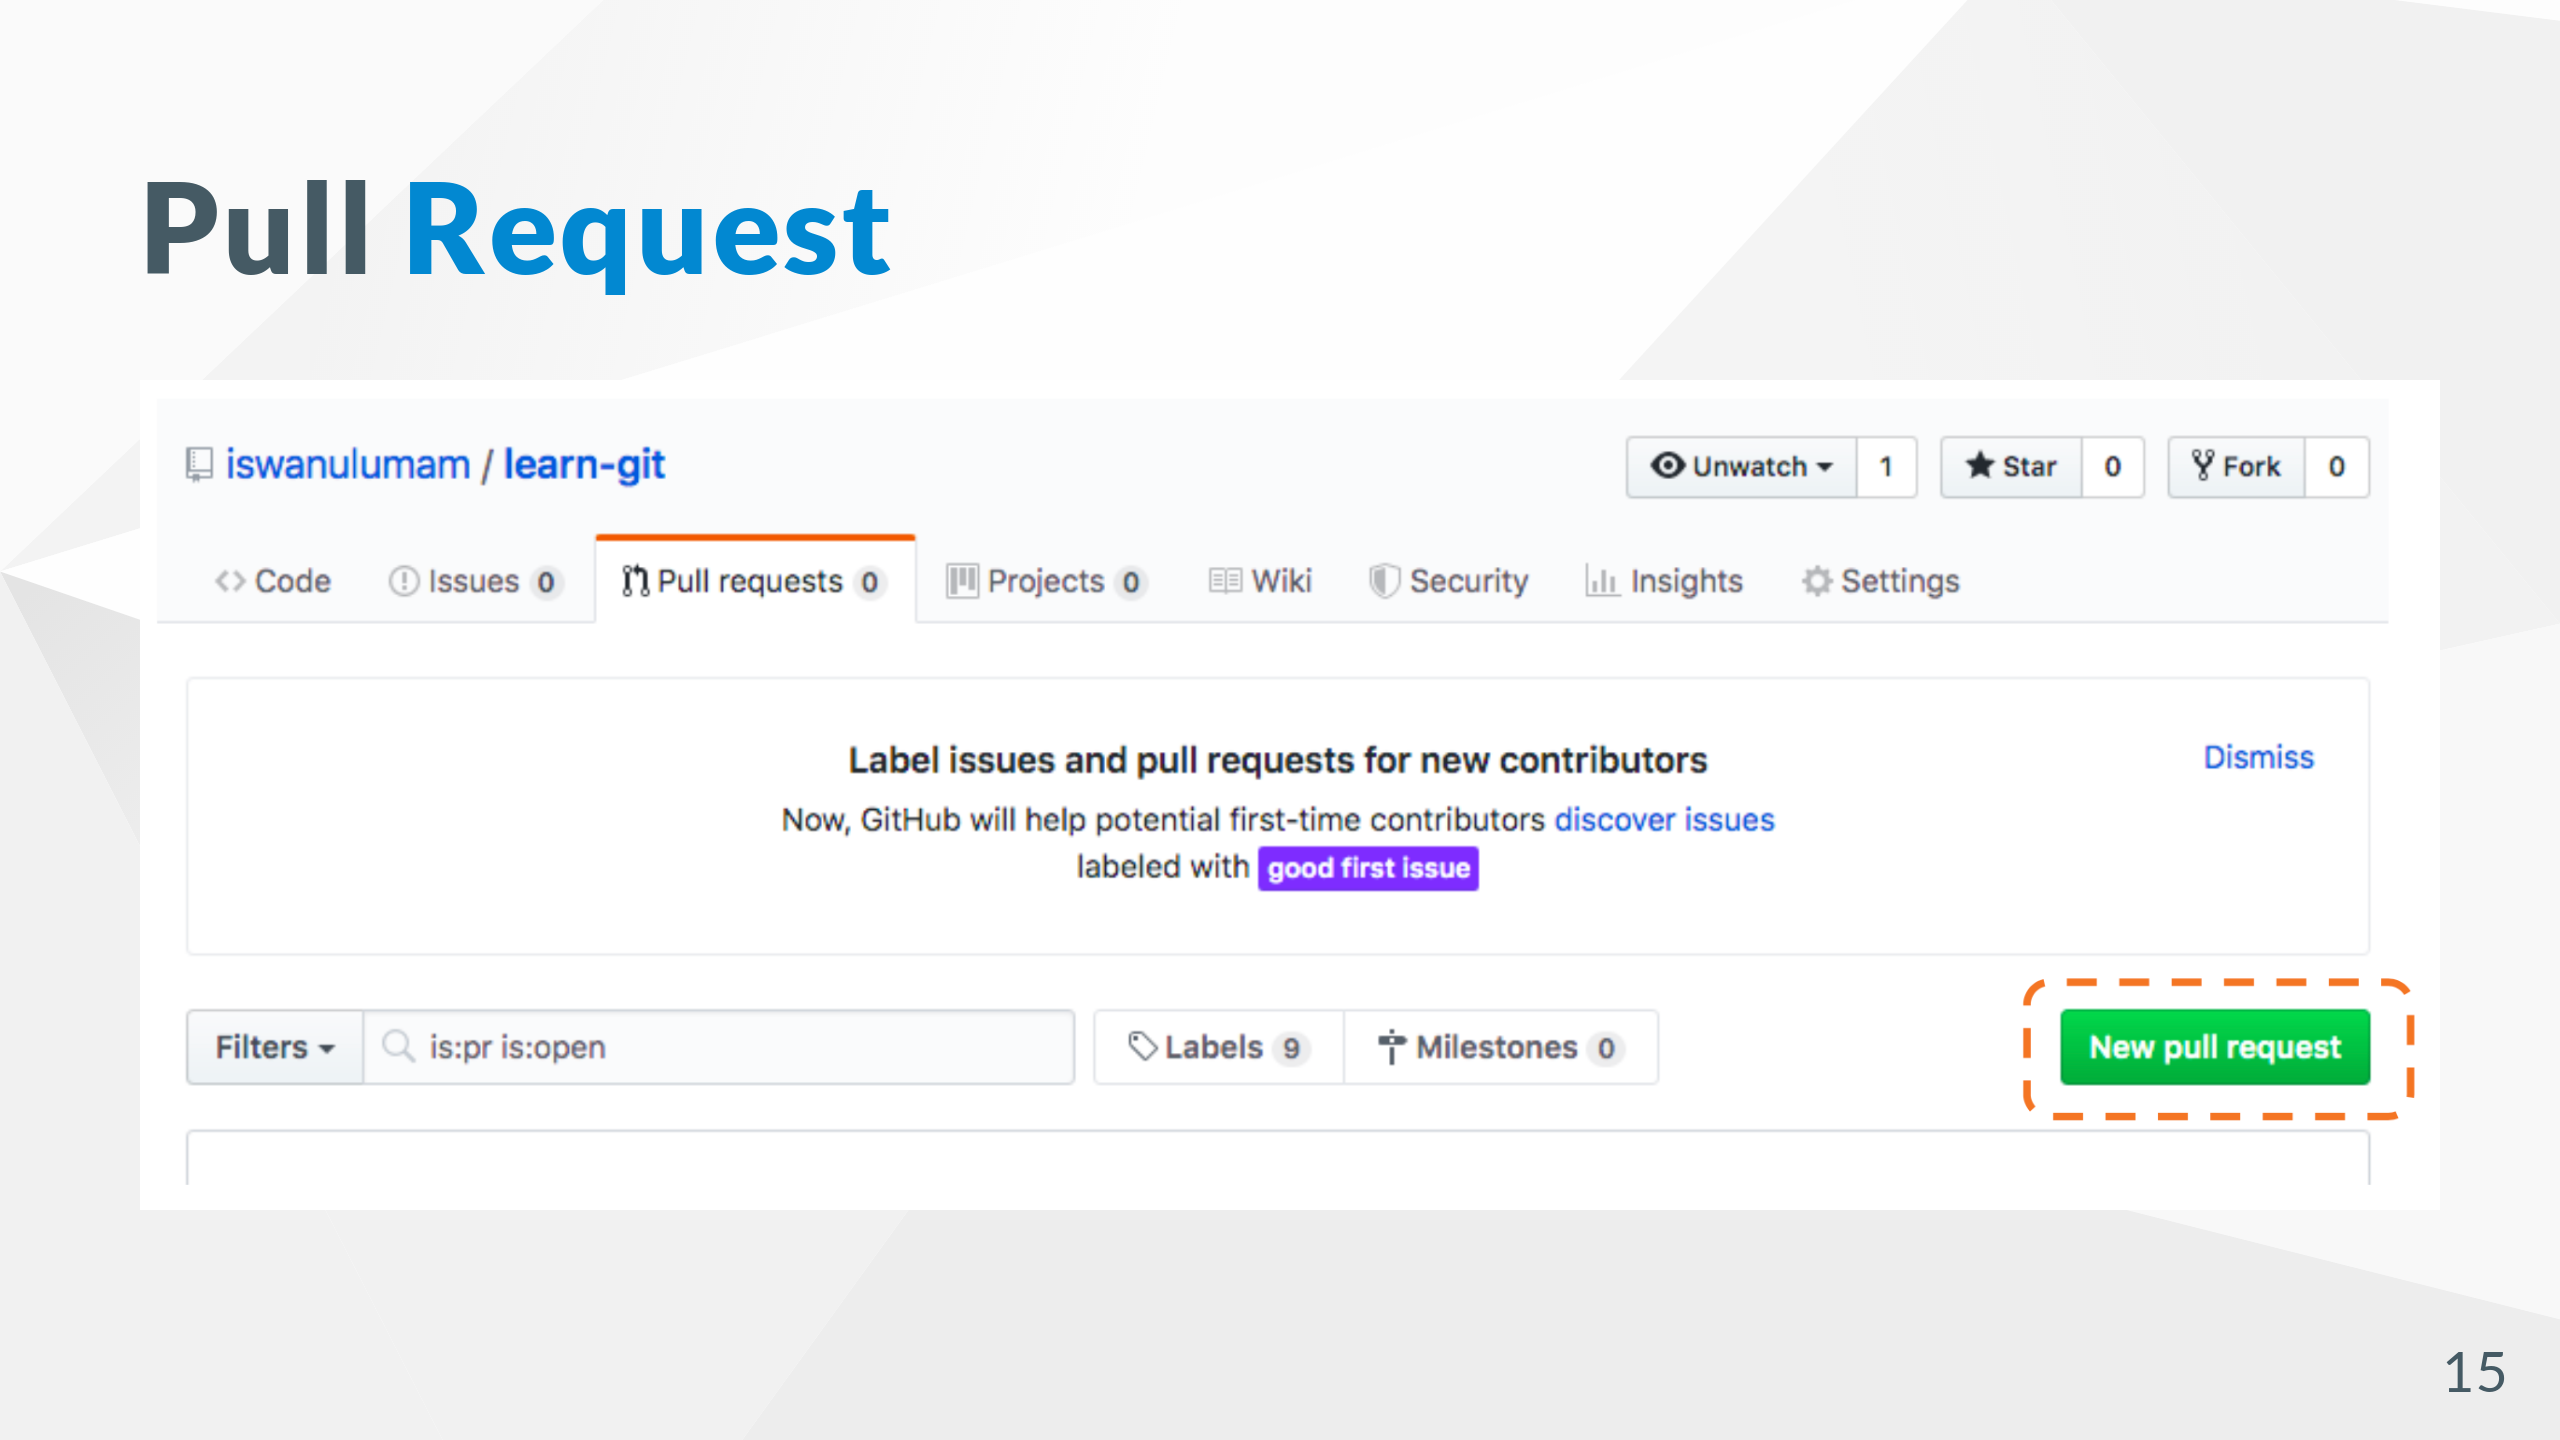 Pull Request
iswanulumam / learn-git
Unwatch 1 Star 0 Fork 0
Code Issues 0 Pull requests 0 Projects 0 Wiki Security Insights Settings
Label issues and pull requests for new contributors
Dismiss
Now, GitHub will help potential first-time contributors discover issues
labeled with good first issue
Filters is:pr is:open Labels 9 Milestones 0 New pull request
15